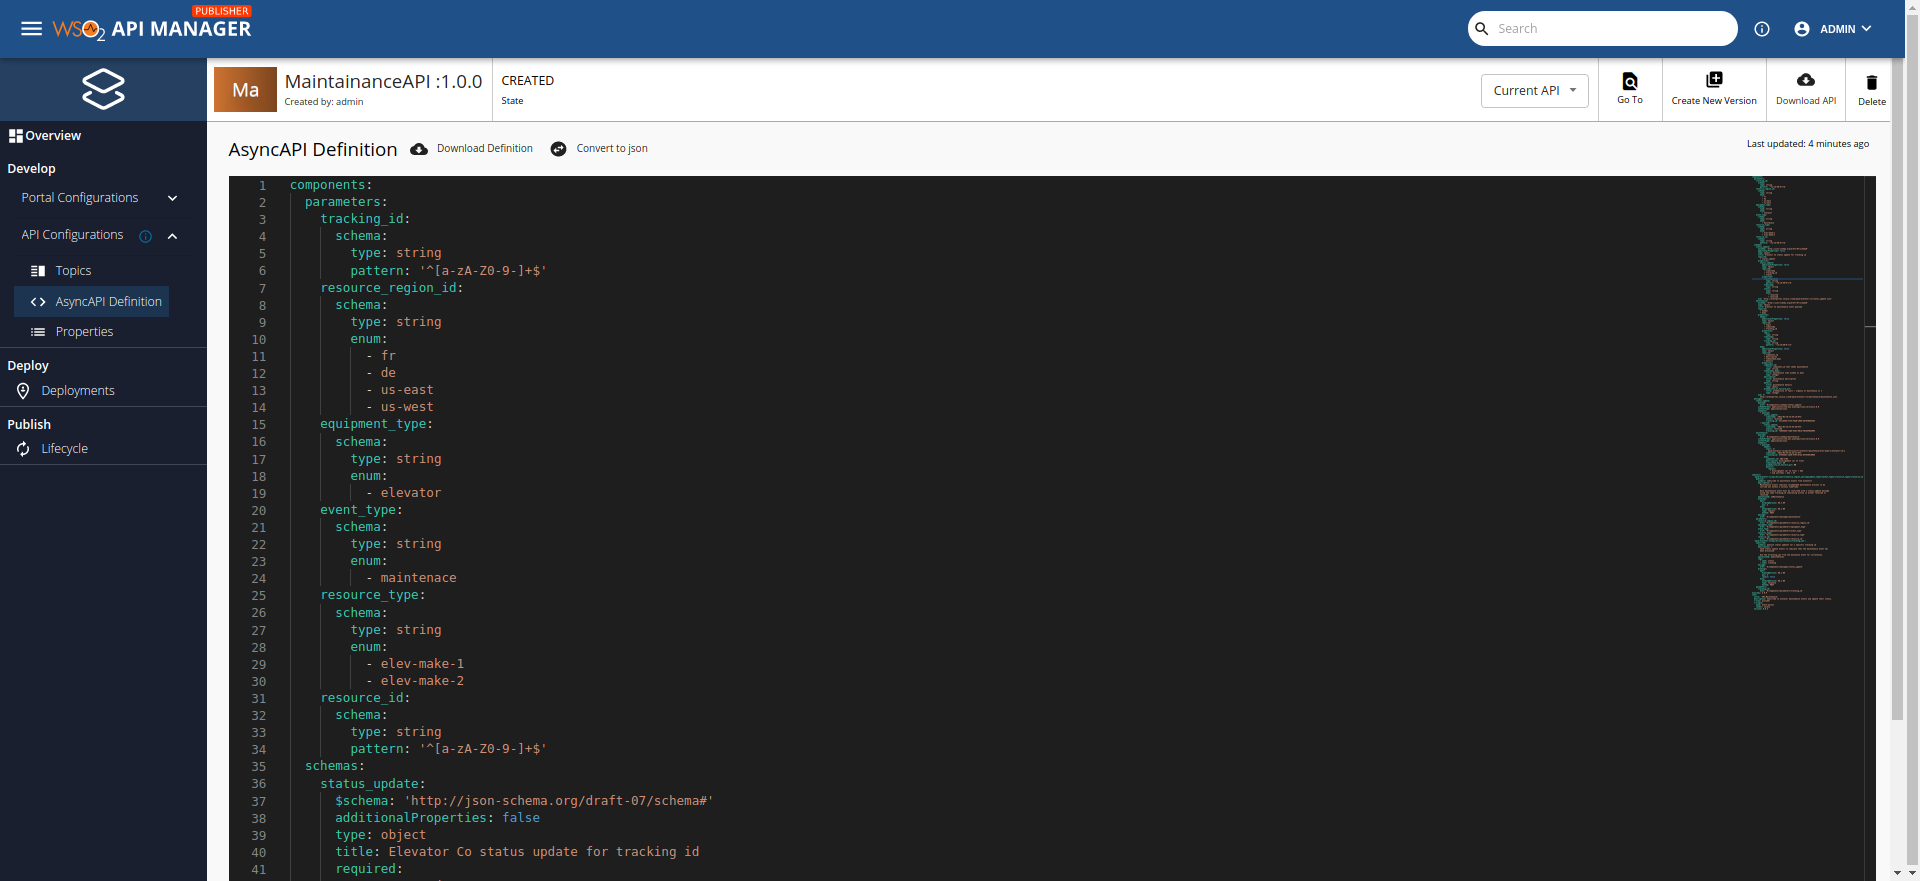 PUBLISHER
WSO2 API MANAGER
Search
ADMIN
Ma
MaintainanceAPI :1.0.0
Created by: admin
CREATED
State
Current API
Go To
Create New Version
Download API
Delete
Overview
Develop
Portal Configurations
API Configurations
Topics
AsyncAPI Definition
Properties
Deploy
Deployments
Publish
Lifecycle
AsyncAPI Definition
Download Definition
Convert to json
Last updated: 4 minutes ago
1 components:
2 parameters:
3 tracking_id:
4 schema:
5 type: string
6 pattern: '^[a-zA-Z0-9-]+$'
7 resource_region_id:
8 schema:
9 type: string
10 enum:
11 - fr
12 - de
13 - us-east
14 - us-west
15 equipment_type:
16 schema:
17 type: string
18 enum:
19 - elevator
20 event_type:
21 schema:
22 type: string
23 enum:
24 - maintenace
25 resource_type:
26 schema:
27 type: string
28 enum:
29 - elev-make-1
30 - elev-make-2
31 resource_id:
32 schema:
33 type: string
34 pattern: '^[a-zA-Z0-9-]+$'
35 schemas:
36 status_update:
37 $schema: 'http://json-schema.org/draft-07/schema#'
38 additionalProperties: false
39 type: object
40 title: Elevator Co status update for tracking id
41 required: